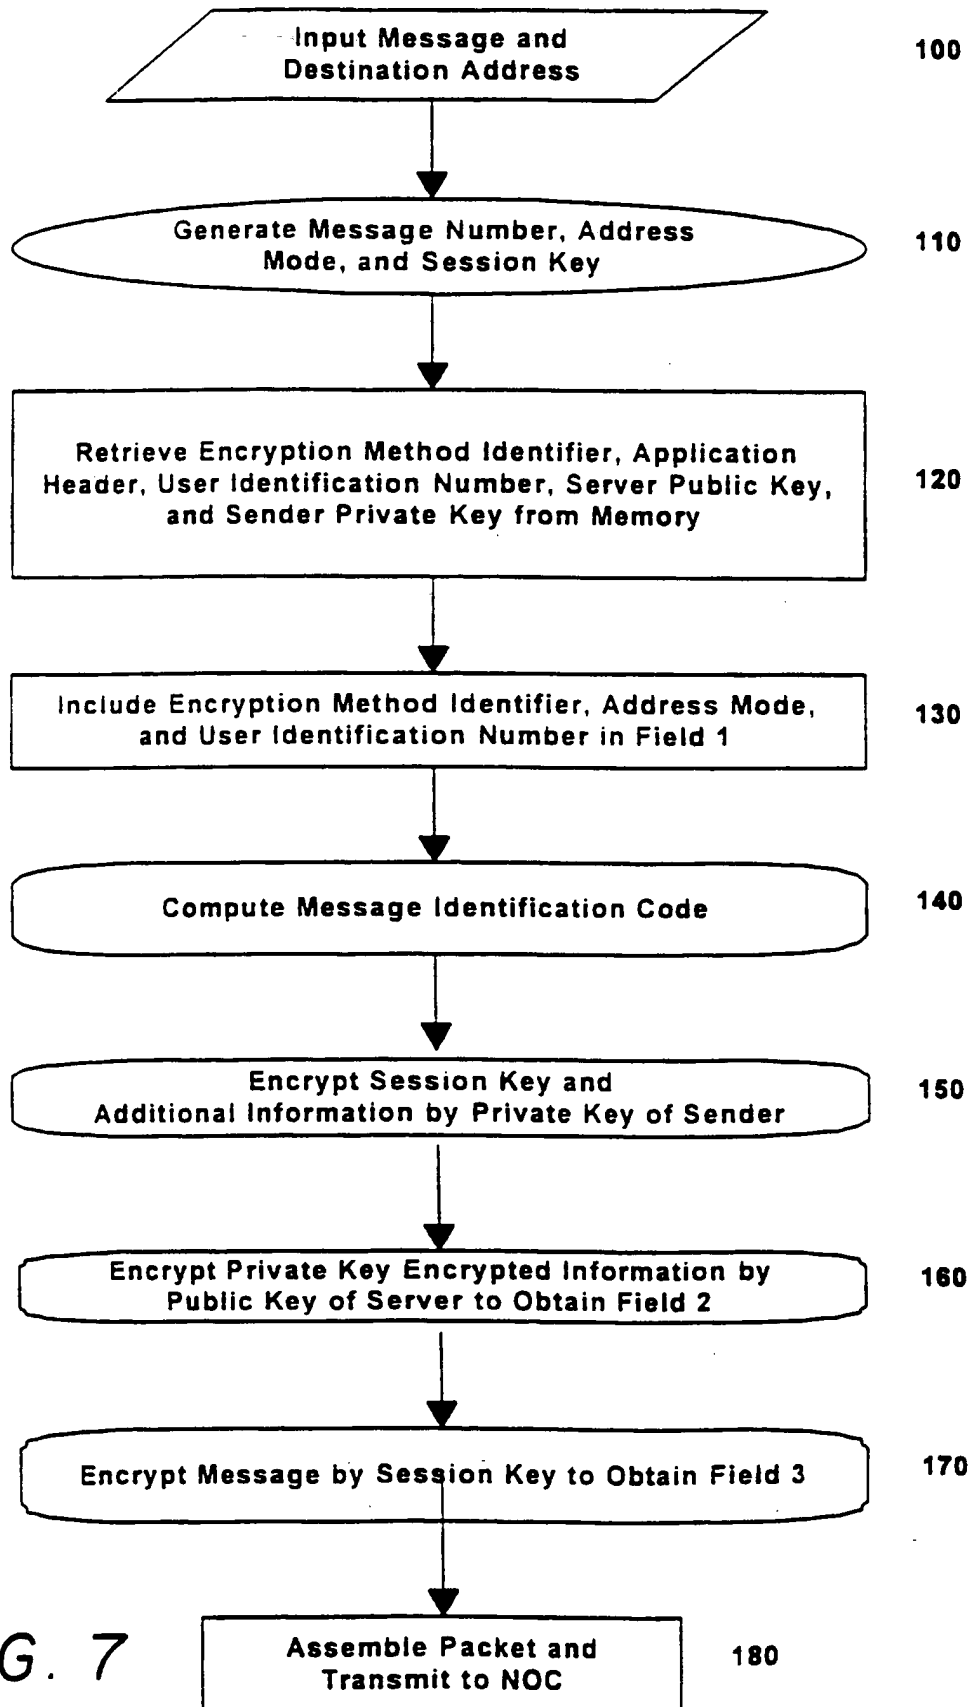 Input Message and
Destination Address
100
Generate Message Number, Address
Mode, and Session Key
110
Retrieve Encryption Method Identifier, Application
Header, User Identification Number, Server Public Key,
and Sender Private Key from Memory
120
Include Encryption Method Identifier, Address Mode,
and User Identification Number in Field 1
130
Compute Message Identification Code
140
Encrypt Session Key and
Additional Information by Private Key of Sender
150
Encrypt Private Key Encrypted Information by
Public Key of Server to Obtain Field 2
160
Encrypt Message by Session Key to Obtain Field 3
170
Assemble Packet and
Transmit to NOC
180
G. 7